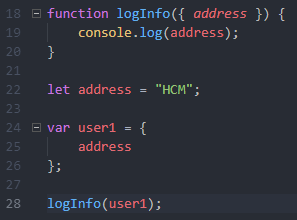 18 function logInfo({ address }) {
19     console.log(address);
20 }
21
22 let address = "HCM";
23
24 var user1 = {
25     address
26 };
27
28 logInfo(user1);